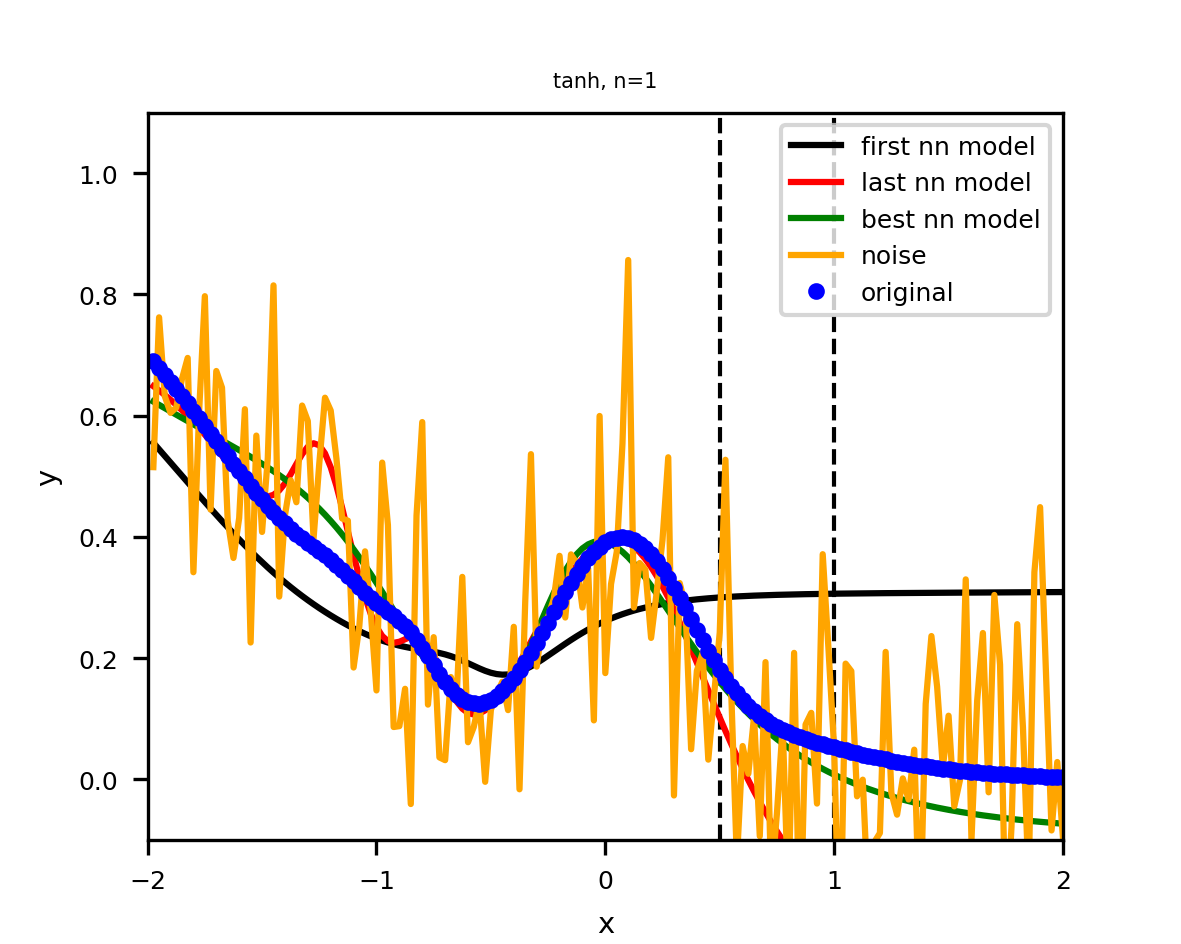 tanh, n=1
first nn model
last nn model
best nn model
noise
original
1.0
0.8
0.6
0.4
0.2
0.0
y
−2
−1
0
1
2
x